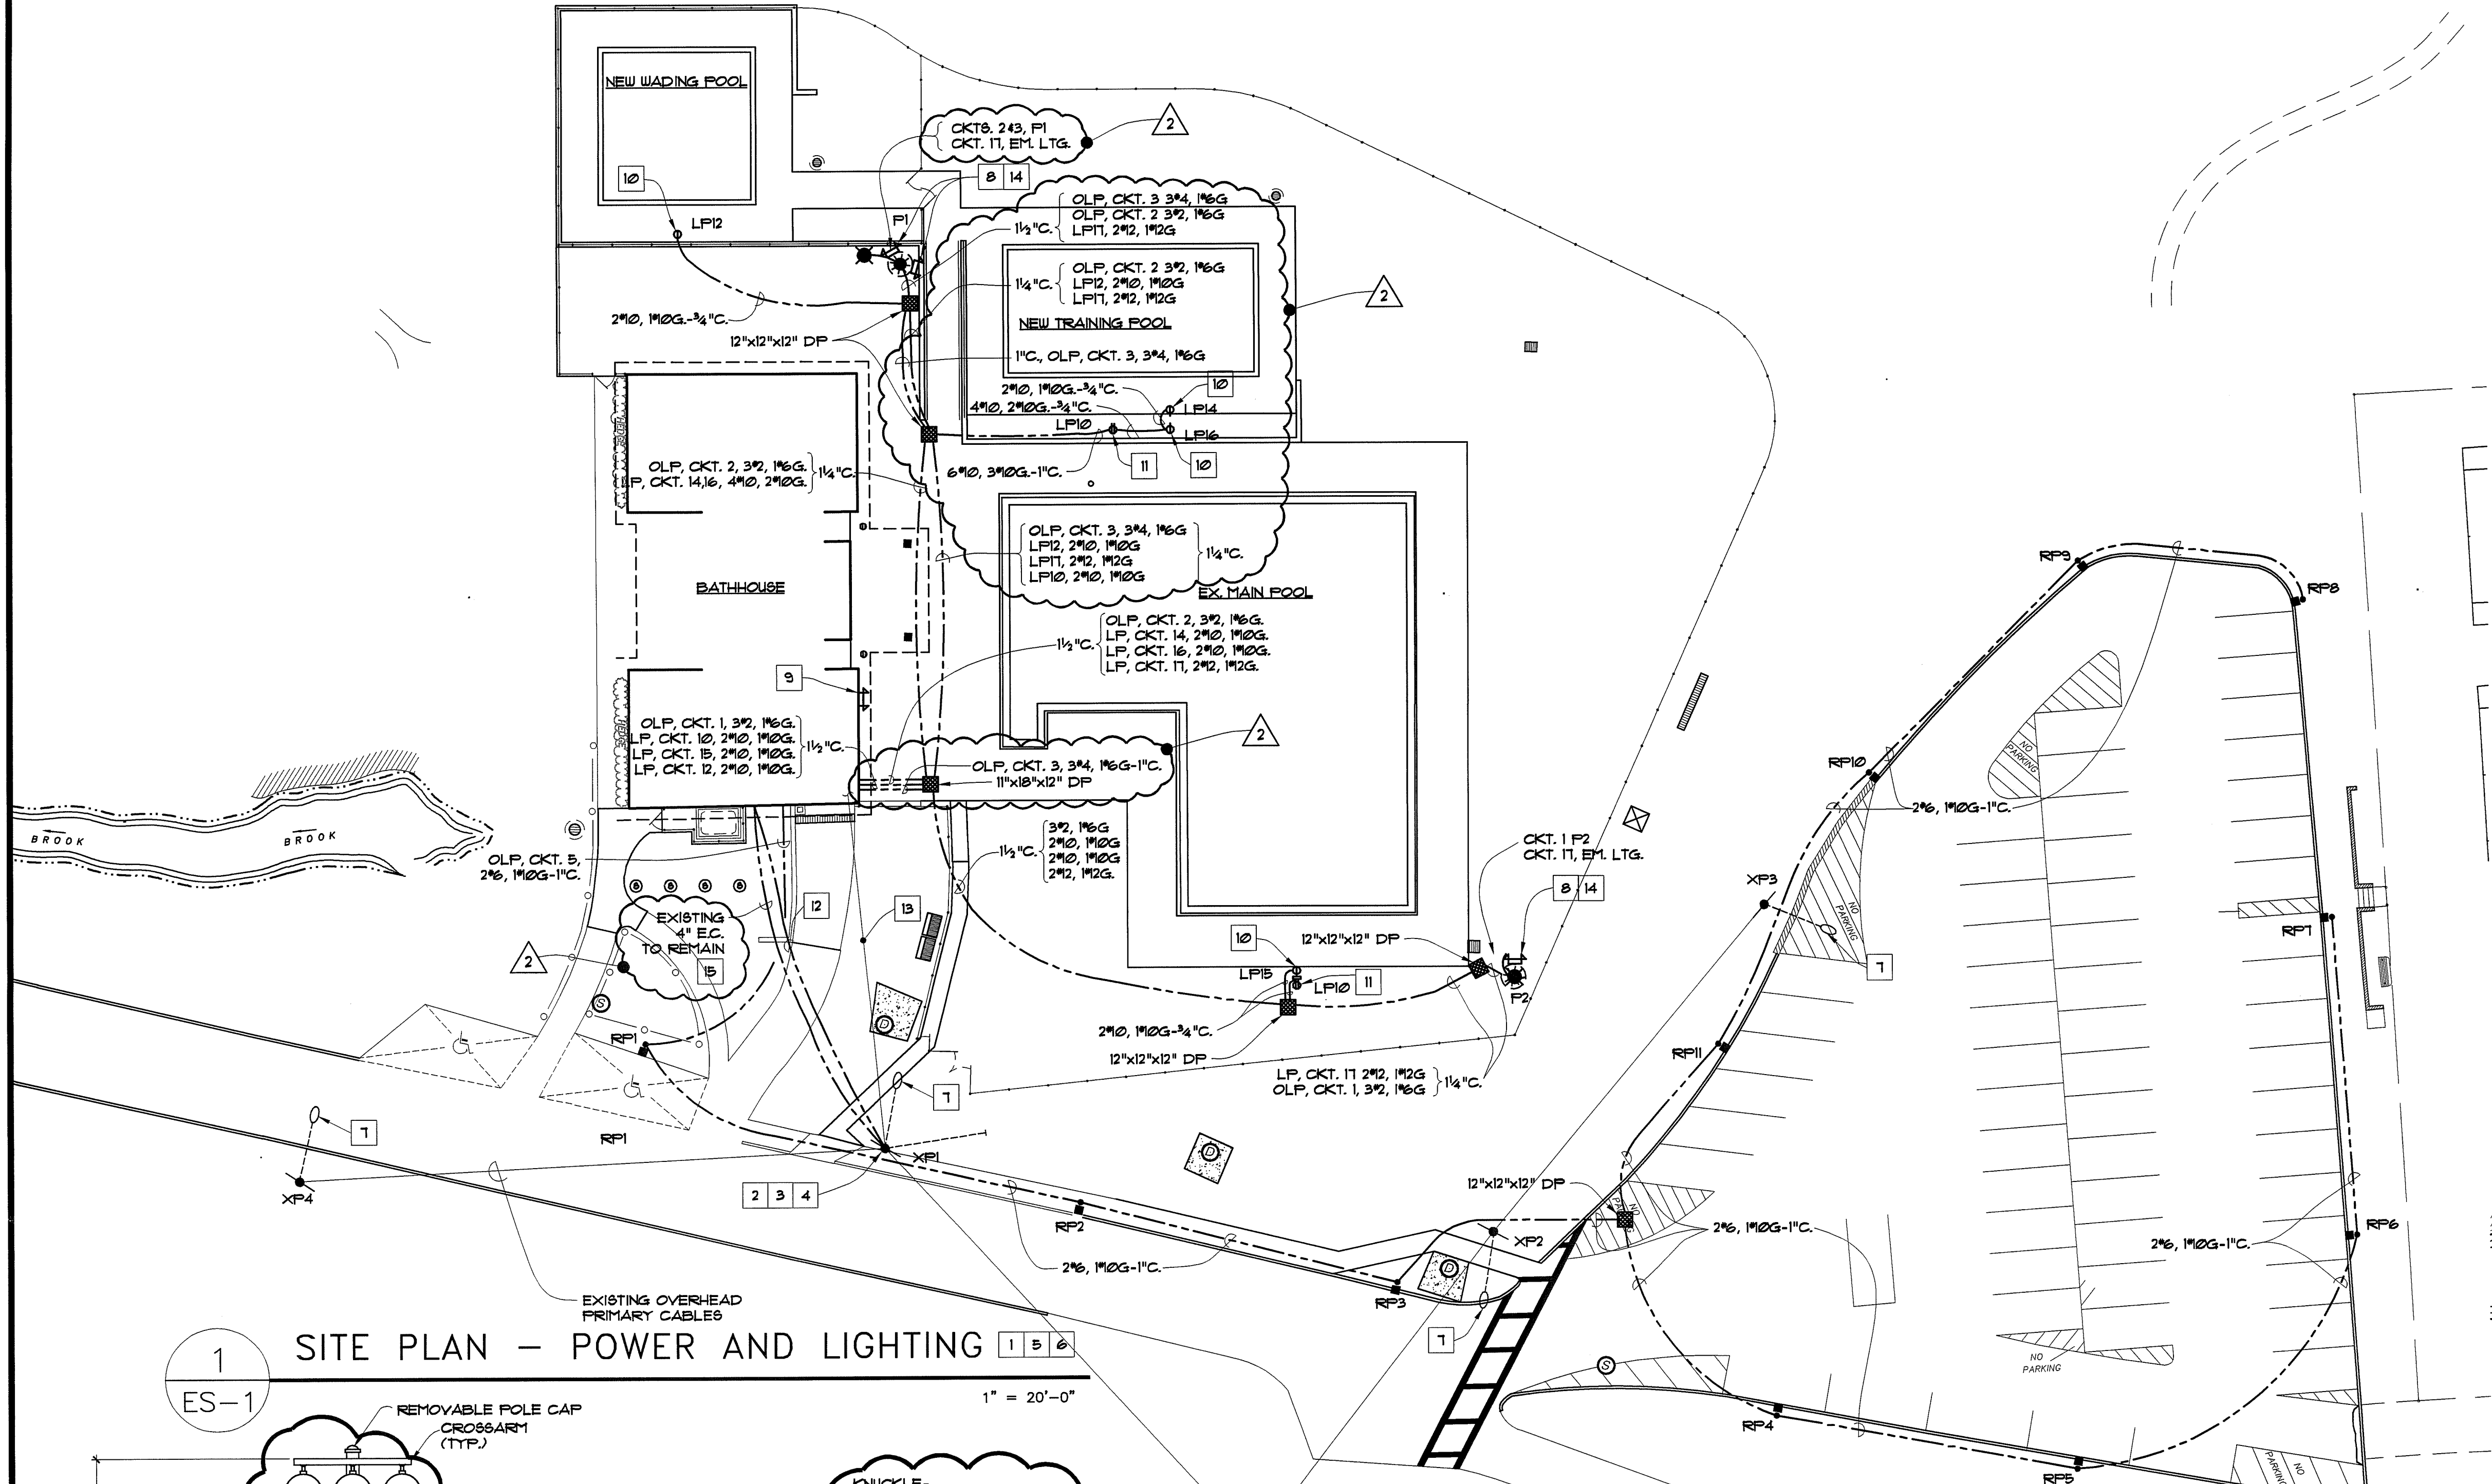 NEW WADING POOL
CKTS. 2&3, P1
CKT. 17, EM. LTG.
2
8 14
10
LP12
P1
OLP, CKT. 3 3#4, 1#6G
OLP, CKT. 2 3#2, 1#6G
LP17, 2#12, 1#12G
1½"C.
OLP, CKT. 2 3#2, 1#6G
LP12, 2#10, 1#10G
LP17, 2#12, 1#12G
1¼"C.
2
NEW TRAINING POOL
2#10, 1#10G.-¾"C.
12"x12"x12" DP
1"C., OLP, CKT. 3, 3#4, 1#6G
2#10, 1#10G.-¾"C.
10
4#10, 2#10G.-¾"C.
LP14
LP10
LP16
HEDGE
6#10, 3#10G.-1"C.
11
10
OLP, CKT. 2, 3#2, 1#6G.
LP, CKT. 14,16, 4#10, 2#10G.
1¼"C.
OLP, CKT. 3, 3#4, 1#6G
LP12, 2#10, 1#10G
LP17, 2#12, 1#12G
LP10, 2#10, 1#10G
1¼"C.
BATHHOUSE
EX. MAIN POOL
OLP, CKT. 2, 3#2, 1#6G.
LP, CKT. 14, 2#10, 1#10G.
LP, CKT. 16, 2#10, 1#10G.
LP, CKT. 17, 2#12, 1#12G.
1½"C.
9
HEDGE
OLP, CKT. 1, 3#2, 1#6G.
LP, CKT. 10, 2#10, 1#10G.
LP, CKT. 15, 2#10, 1#10G.
LP, CKT. 12, 2#10, 1#10G.
1½"C.
2
OLP, CKT. 3, 3#4, 1#6G-1"C.
11"x18"x12" DP
RP9
RP8
RP10
NO PARKING
2#6, 1#10G-1"C.
BROOK
BROOK
OLP, CKT. 5,
2#6, 1#10G-1"C.
B B B B
3#2, 1#6G
2#10, 1#10G
2#10, 1#10G
2#12, 1#12G.
1½"C.
CKT. 1 P2
CKT. 17, EM. LTG.
8 14
XP3
NO PARKING
RP7
7
EXISTING
4" E.C.
TO REMAIN
15
2
12
13
S
D
10
12"x12"x12" DP
LP15
LP10
11
P2
2#10, 1#10G-¾"C.
12"x12"x12" DP
LP, CKT. 17 2#12, 1#12G
OLP, CKT. 1, 3#2, 1#6G
1¼"C.
RP11
RP1
7
7
RP1
XP1
XP4
2 3 4
D
12"x12"x12" DP
NO PARKING
RP2
XP2
2#6, 1#10G-1"C.
2#6, 1#10G-1"C.
RP6
2#6, 1#10G-1"C.
D
RP3
7
EXISTING OVERHEAD
PRIMARY CABLES
1
ES-1
SITE PLAN - POWER AND LIGHTING
1 5 6
1" = 20'-0"
S
NO
PARKING
RP4
RP5
NO PARKING
REMOVABLE POLE CAP
CROSSARM
(TYP.)
KNUCKLE-